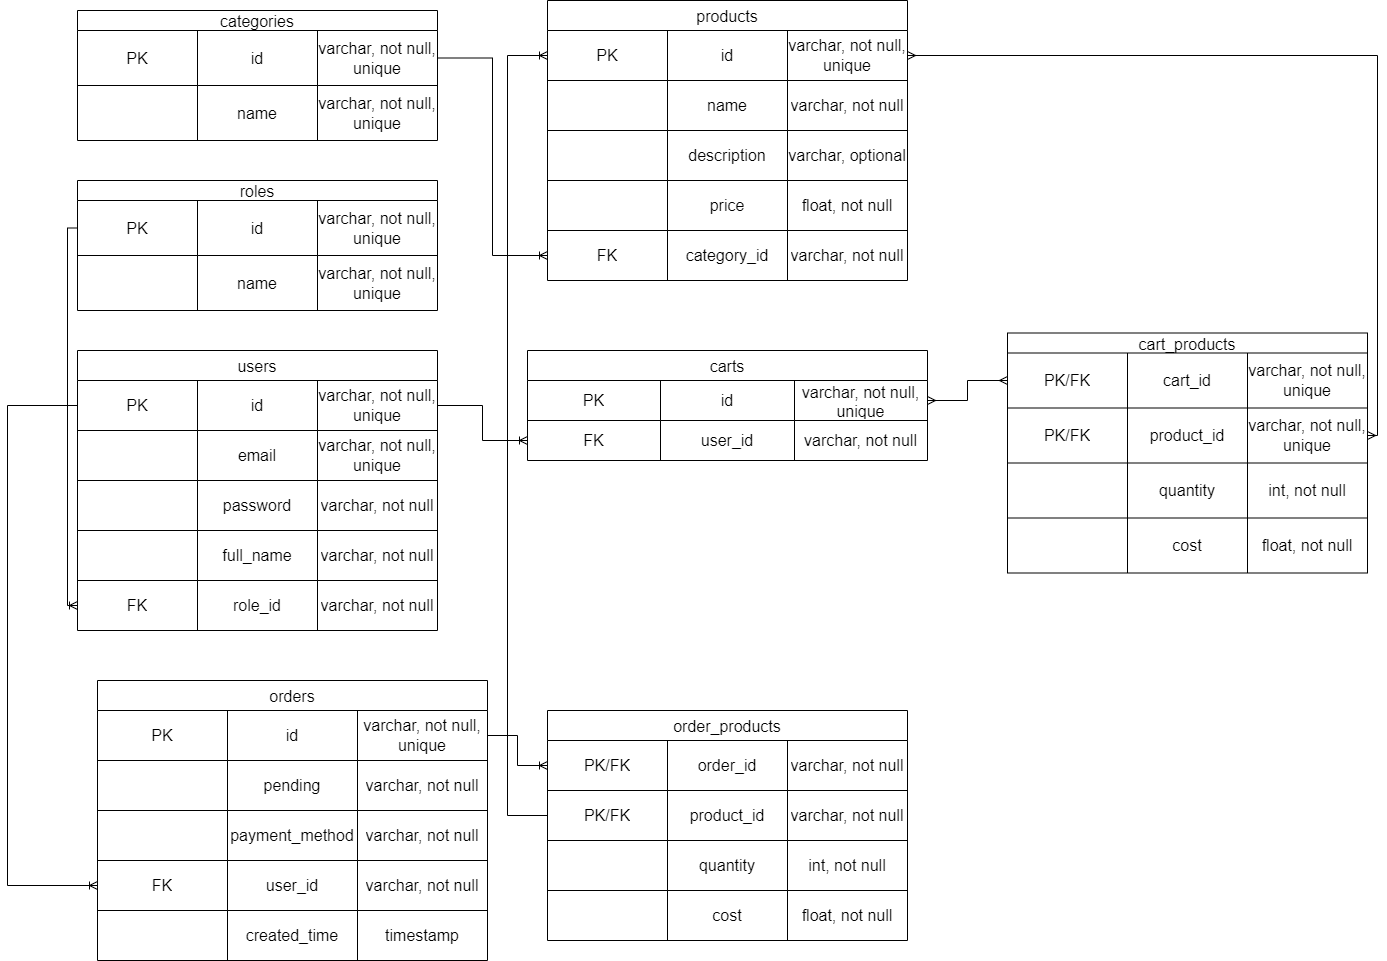 categories
PK
id
varchar, not null,
unique
name
varchar, not null,
unique
roles
PK
id
varchar, not null,
unique
name
varchar, not null,
unique
users
PK
id
varchar, not null,
unique
email
varchar, not null,
unique
password
varchar, not null
full_name
varchar, not null
FK
role_id
varchar, not null
orders
PK
id
varchar, not null,
unique
pending
varchar, not null
payment_method
varchar, not null
FK
user_id
varchar, not null
created_time
timestamp
products
PK
id
varchar, not null,
unique
name
varchar, not null
description
varchar, optional
price
float, not null
FK
category_id
varchar, not null
carts
PK
id
varchar, not null,
unique
FK
user_id
varchar, not null
order_products
PK/FK
order_id
varchar, not null
PK/FK
product_id
varchar, not null
quantity
int, not null
cost
float, not null
cart_products
PK/FK
cart_id
varchar, not null,
unique
PK/FK
product_id
varchar, not null,
unique
quantity
int, not null
cost
float, not null